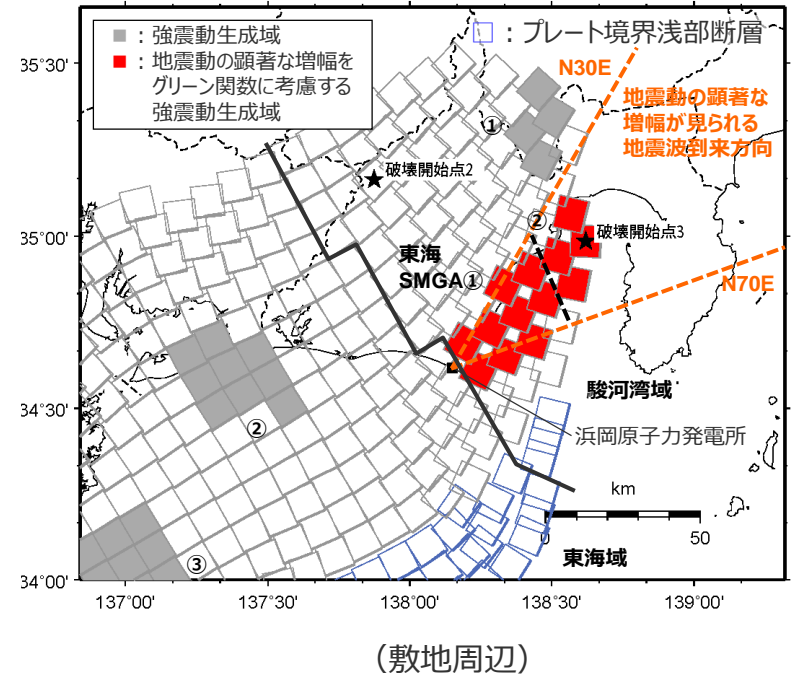 ：強震動生成域
：地震動の顕著な増幅を
グリーン関数に考慮する
強震動生成域
：プレート境界浅部断層
N30E
地震動の顕著な
増幅が見られる
地震波到来方向
35°30'
①
破壊開始点2
②
破壊開始点3
35°00'
東海
SMGA①
N70E
駿河湾域
34°30'
②
浜岡原子力発電所
km
0
50
東海域
③
34°00'
137°00'
137°30'
138°00'
138°30'
139°00'
（敷地周辺）